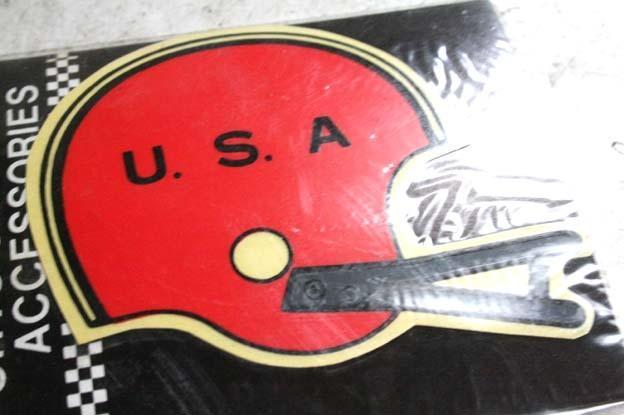 U. S. A
ACCESSORIES